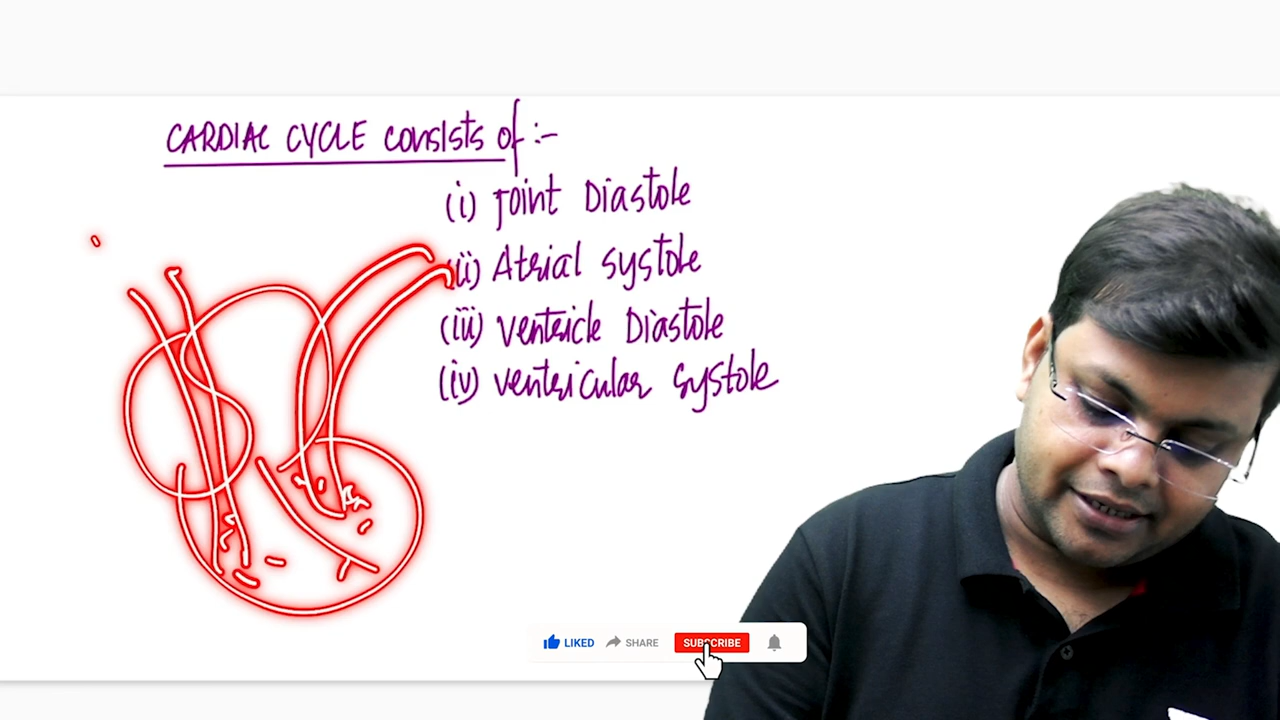 CARDIAC CYCLE consists of :-
(i) Joint Diastole
(ii) Atrial systole
(iii) ventricle Diastole
(iv) ventricular systole
LIKED SHARE SUBSCRIBE